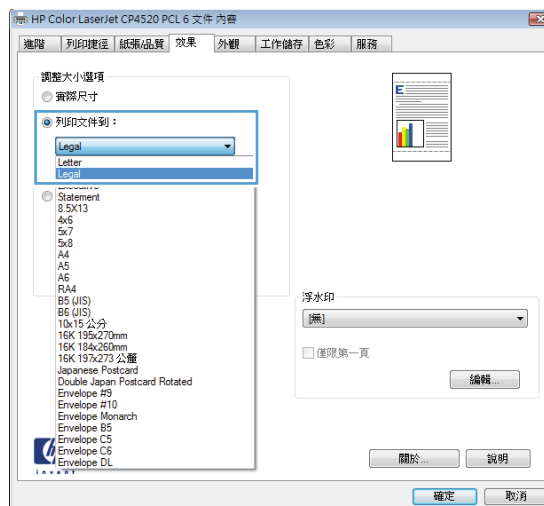 HP Color LaserJet CP4520 PCL 6 文件 內容
進階 列印捷徑 紙張/品質 效果 外觀 工作儲存 色彩 服務
調整大小選項
實際尺寸
列印文件到：
Legal
Letter
Legal
Executive
Statement
8.5X13
4x6
5x7
5x8
A4
A5
A6
RA4
B5 (JIS)
B6 (JIS)
10x15 公分
16K 195x270mm
16K 184x260mm
16K 197x273 公釐
Japanese Postcard
Double Japan Postcard Rotated
Envelope #9
Envelope #10
Envelope Monarch
Envelope B5
Envelope C5
Envelope C6
Envelope DL
E
浮水印
[無]
僅限第一頁
編輯...
invent
關於...
說明
確定
取消